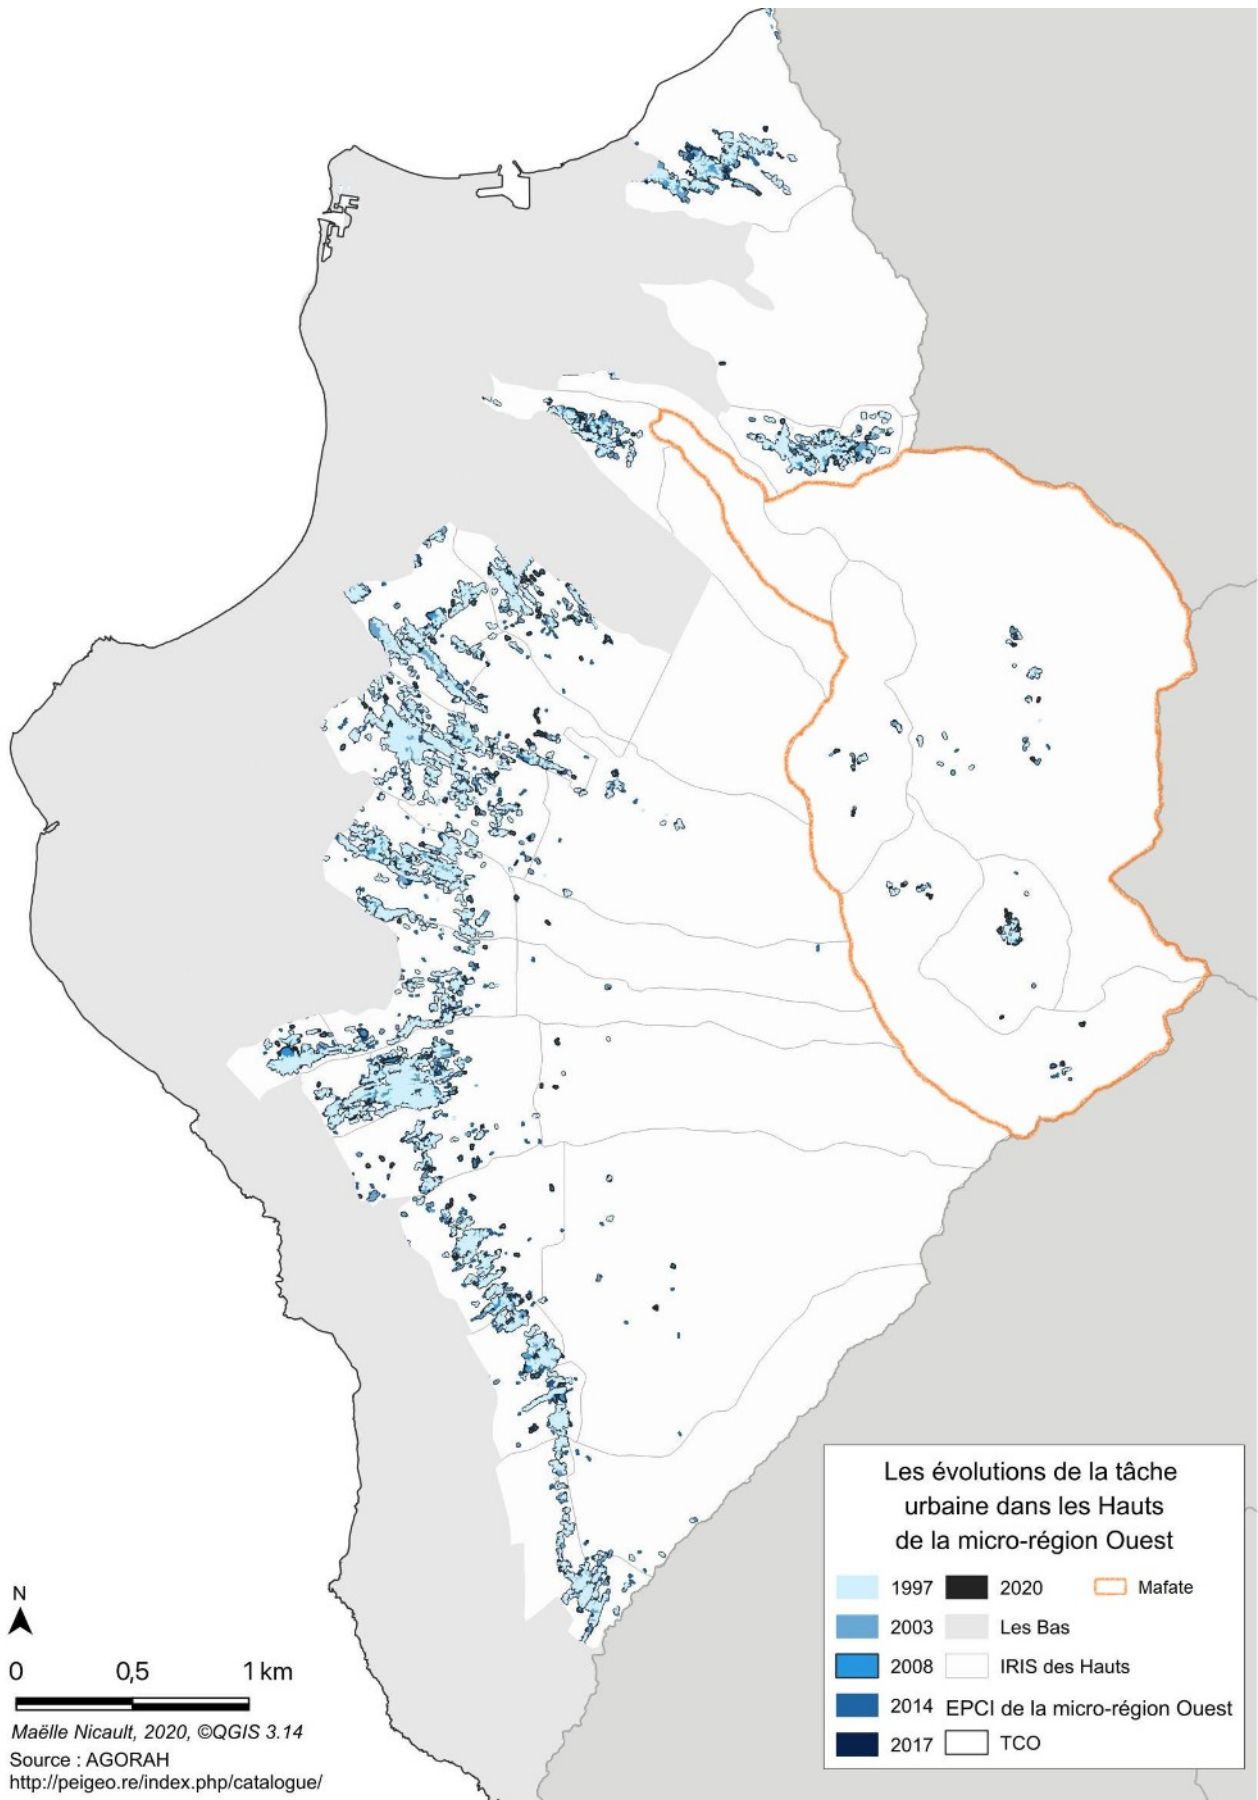 Les évolutions de la tâche
urbaine dans les Hauts
de la micro-région Ouest
1997
2020
Mafate
2003
Les Bas
2008
IRIS des Hauts
2014
EPCI de la micro-région Ouest
2017
TCO
N
0 0,5 1 km
Maëlle Nicault, 2020, ©QGIS 3.14
Source : AGORAH
http://peigeo.re/index.php/catalogue/